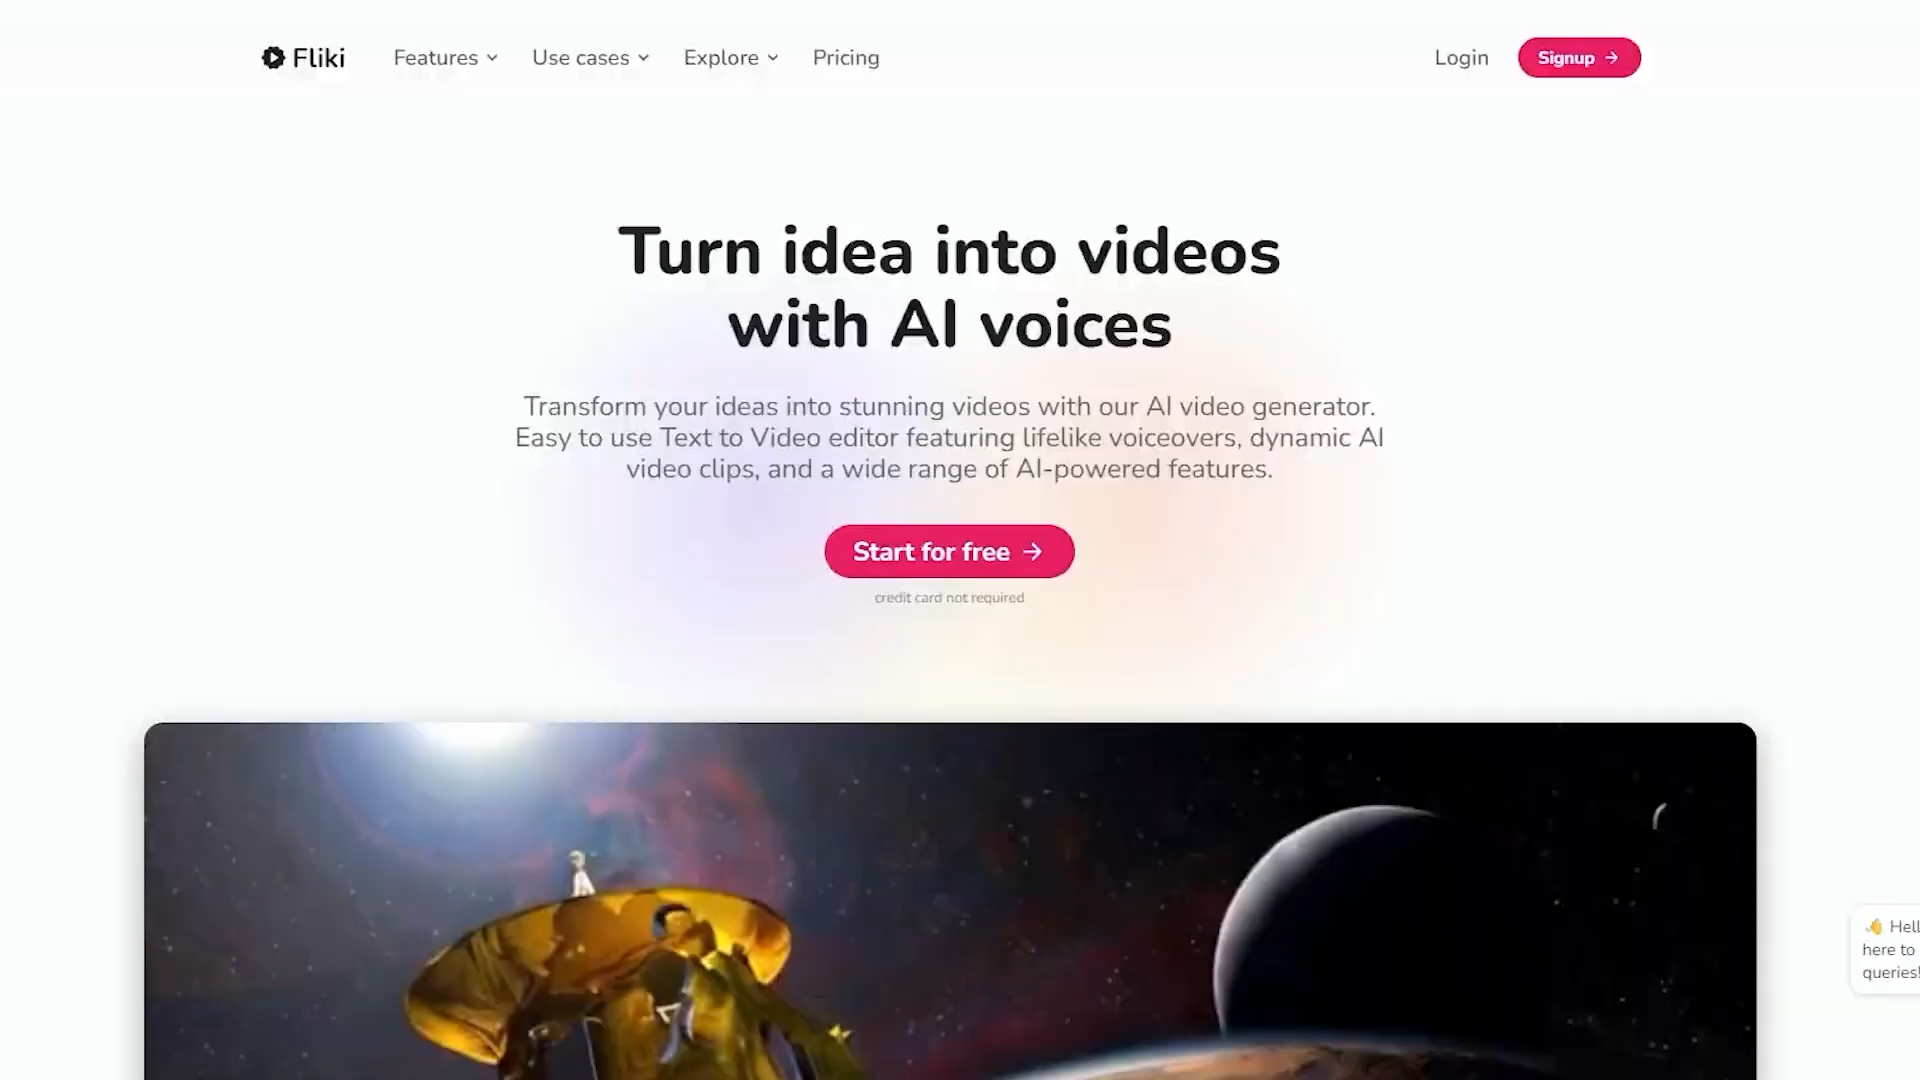 Fliki
Features
Use cases
Explore
Pricing
Login
Signup
Turn idea into videos
with AI voices
Transform your ideas into stunning videos with our AI video generator.
Easy to use Text to Video editor featuring lifelike voiceovers, dynamic AI
video clips, and a wide range of AI-powered features.
Start for free
credit card not required
👋 Hell
here to
queries!